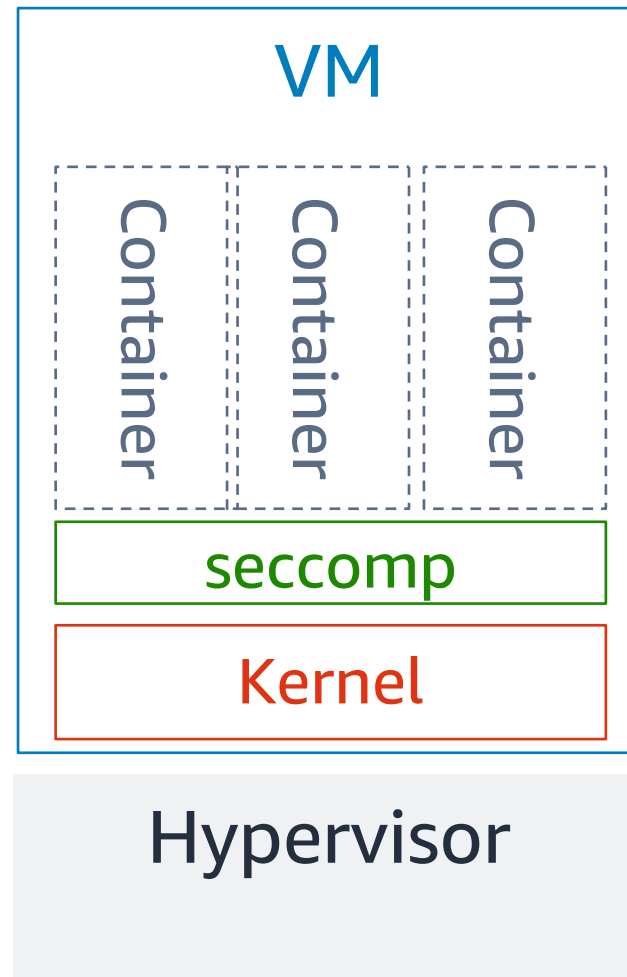 VM
Container
Container
Container
seccomp
Kernel
Hypervisor